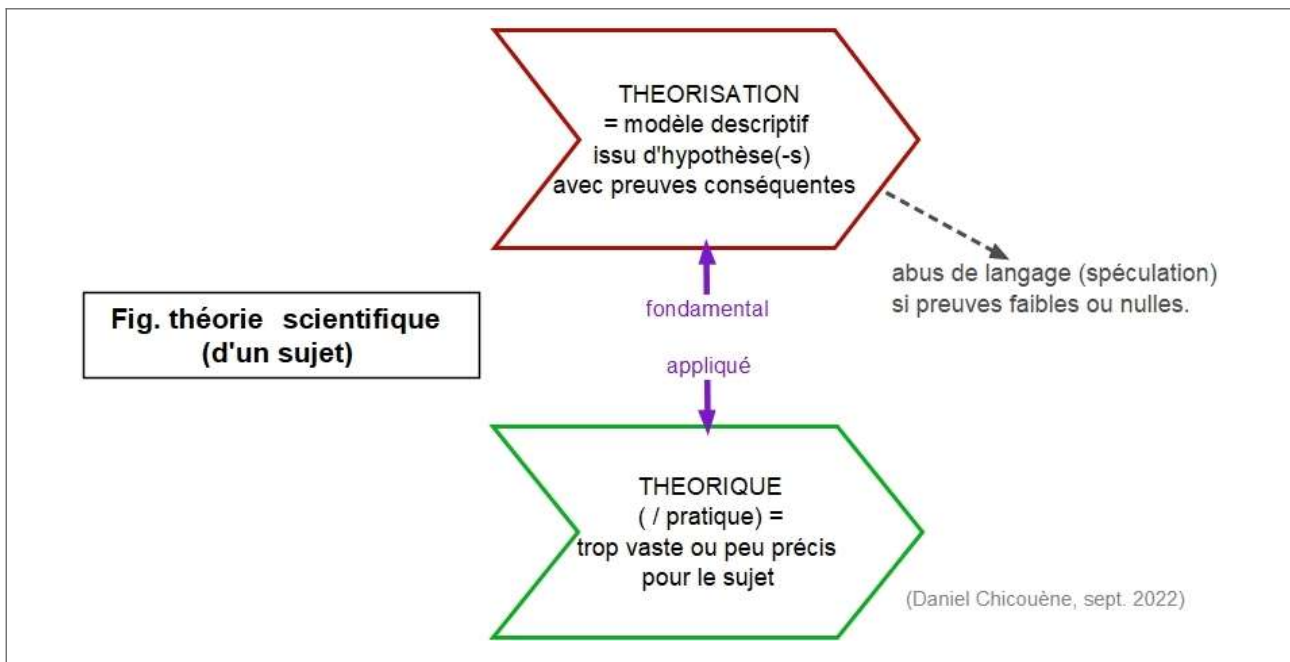 THEORISATION
= modèle descriptif
issu d'hypothèse(-s)
avec preuves conséquentes
abus de langage (spéculation)
si preuves faibles ou nulles.
fondamental
Fig. théorie scientifique
(d'un sujet)
appliqué
THEORIQUE
( / pratique) =
trop vaste ou peu précis
pour le sujet
(Daniel Chicouène, sept. 2022)